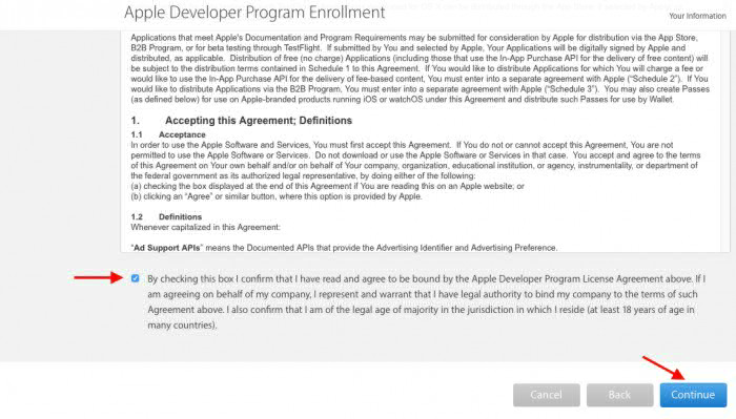 Apple Developer Program Enrollment
Your Information
Applications that meet Apple's Documentation and Program Requirements may be submitted for consideration by Apple for distribution via the App Store,
B2B Program, or for beta testing through TestFlight.  If submitted by You and selected by Apple, Your Applications will be digitally signed by Apple and
distributed, as applicable.  Distribution of free (no charge) Applications (including those that use the In-App Purchase API for the delivery of free content) will
be subject to the distribution terms contained in Schedule 1 to this Agreement.  If You would like to distribute Applications for which You will charge a fee or
would like to use the In-App Purchase API for the delivery of fee-based content, You must enter into a separate agreement with Apple ("Schedule 2").  If You
would like to distribute Applications via the B2B Program, You must enter into a separate agreement with Apple ("Schedule 3").  You may also create Passes
(as defined below) for use on Apple-branded products running iOS or watchOS under this Agreement and distribute such Passes for use by Wallet
1. Accepting this Agreement; Definitions
1.1 Acceptance
In order to use the Apple Software and Services, You must first accept this Agreement.  If You do not or cannot accept this Agreement, You are not
permitted to use the Apple Software or Services.  Do not download or use the Apple Software or Services in that case.  You accept and agree to the terms
of this Agreement on Your own behalf and/or on behalf of Your company, organization, educational institution, or agency, instrumentality, or department of
the federal government as its authorized legal representative, by doing either of the following:
(a) checking the box displayed at the end of this Agreement if You are reading this on an Apple website; or
(b) clicking an "Agree" or similar button, where this option is provided by Apple.
1.2 Definitions
Whenever capitalized in this Agreement:
"Ad Support APIs" means the Documented APIs that provide the Advertising Identifier and Advertising Preference.
By checking this box I confirm that I have read and agree to be bound by the Apple Developer Program License Agreement above. If I
am agreeing on behalf of my company, I represent and warrant that I have legal authority to bind my company to the terms of such
Agreement above. I also confirm that I am of the legal age of majority in the jurisdiction in which I reside (at least 18 years of age in
many countries).
Cancel
Back
Continue